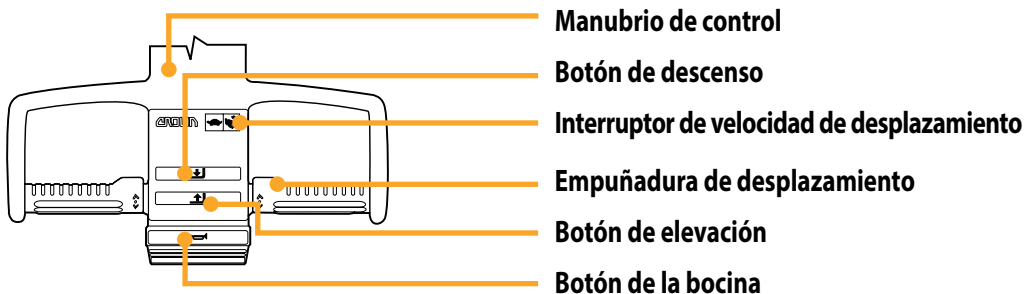 Manubrio de control
Botón de descenso
CROWN
Interruptor de velocidad de desplazamiento
Empuñadura de desplazamiento
Botón de elevación
Botón de la bocina